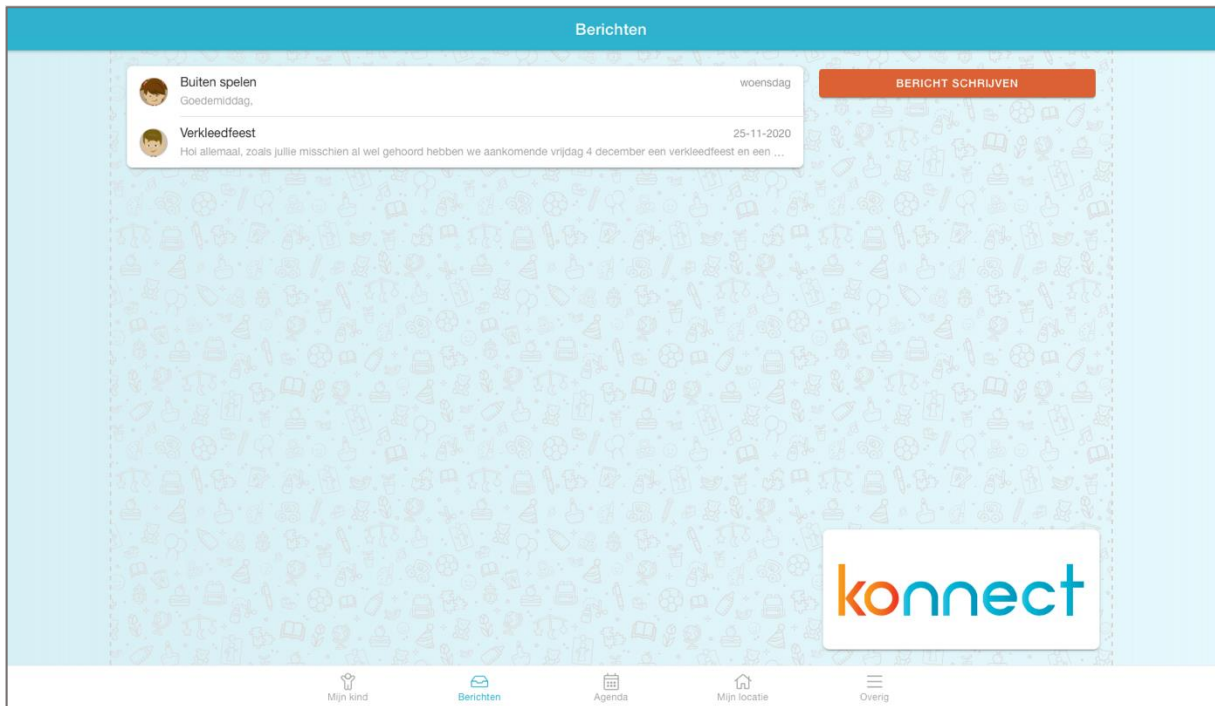 Berichten
Buiten spelen
woensdag
Goedemiddag,
Verkleedfeest
25-11-2020
Hoi allemaal, zoals jullie misschien al wel gehoord hebben we aankomende vrijdag 4 december een verkleedfeest en een ...
BERICHT SCHRIJVEN
konnect
Mijn kind
Berichten
Agenda
Mijn locatie
Overig